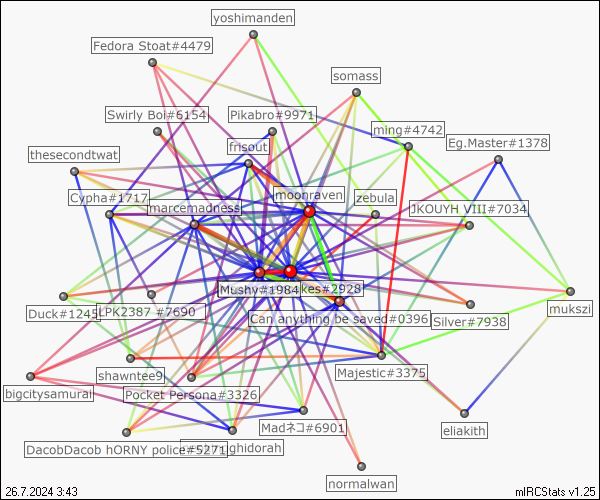 yoshimanden
Fedora Stoat#4479
somass
Swirly Boi#6154
Pikabro#9971
ming#4742
Eg.Master#1378
frisout
thesecondtwat
moonraven
zebula
Cypha#1717
marcemadness
JKOUYH VIII#7034
Mushy#1984
kes#2928
mukszi
Duck#1245
LPK2387 #7690
Can anything be saved#0396
Silver#7938
shawntee9
Majestic#3375
bigcitysamurai
Pocket Persona#3326
Madネコ#6901
eliakith
DacobDacob hORNY police#5271
ghidorah
normalwan
26.7.2024 3:43
mIRCStats v1.25